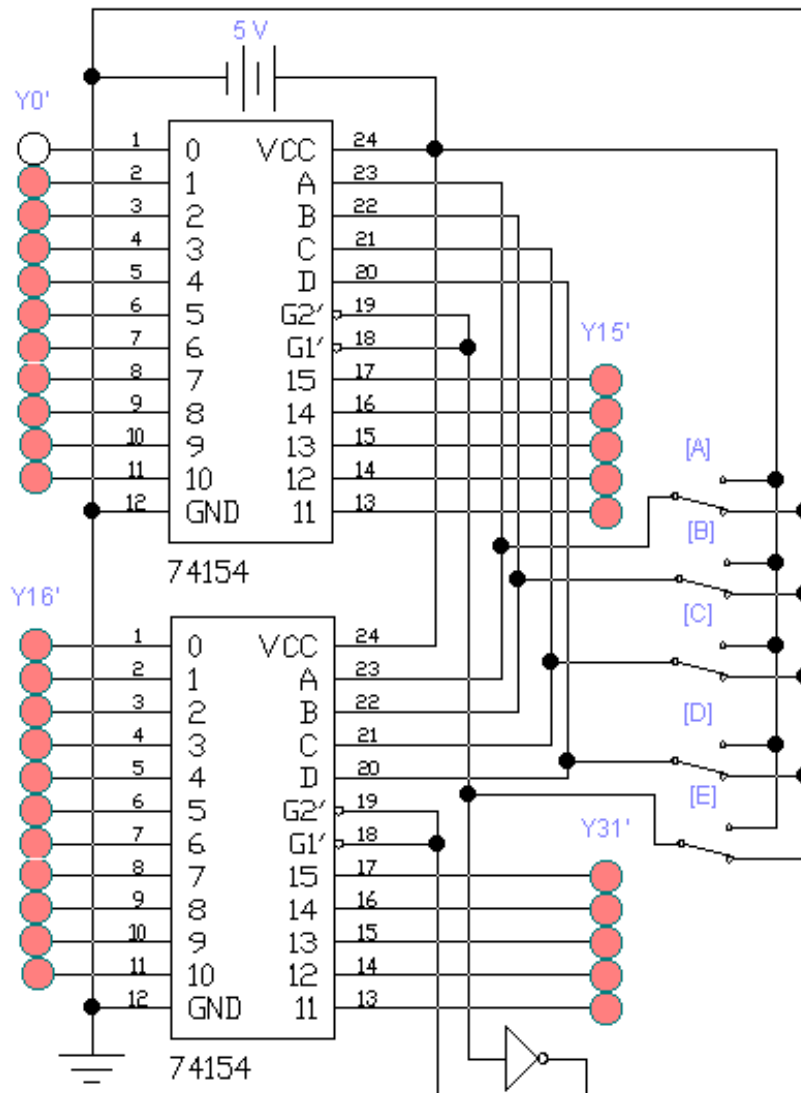 5 V
Y0'
1 0 VCC 24
2 1 A 23
3 2 B 22
4 3 C 21
5 4 D 20
6 5 G2' 19
7 6 G1' 18
Y15'
8 7 15 17
9 8 14 16
10 9 13 15
11 10 12 14
12 GND 11 13
[A]
[B]
74154
Y16'
[C]
1 0 VCC 24
2 1 A 23
3 2 B 22
[D]
4 3 C 21
5 4 D 20
[E]
6 5 G2' 19
Y31'
7 6 G1' 18
8 7 15 17
9 8 14 16
10 9 13 15
11 10 12 14
12 GND 11 13
74154